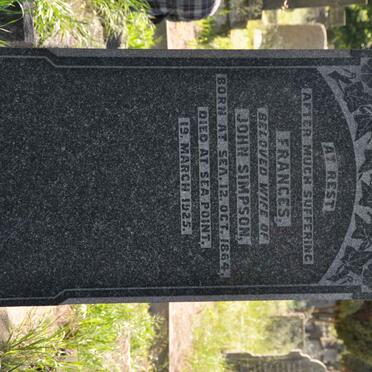 AT REST
AFTER MUCH SUFFERING
FRANCES,
BELOVED WIFE OF
JOHN SIMPSON,
BORN AT SEA, 12, OCT. 1864,
DIED AT SEA POINT,
19, MARCH 1925.